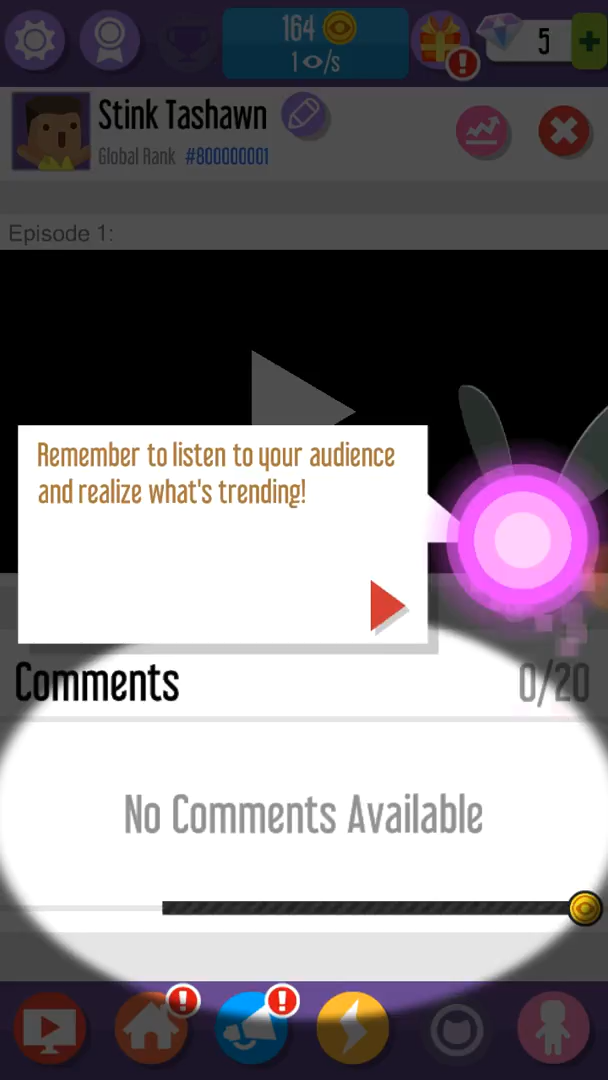 164
1 /s
5
Stink Tashawn
Global Rank #800000001
Episode 1:
Remember to listen to your audience
and realize what's trending!
Comments 0/20
No Comments Available